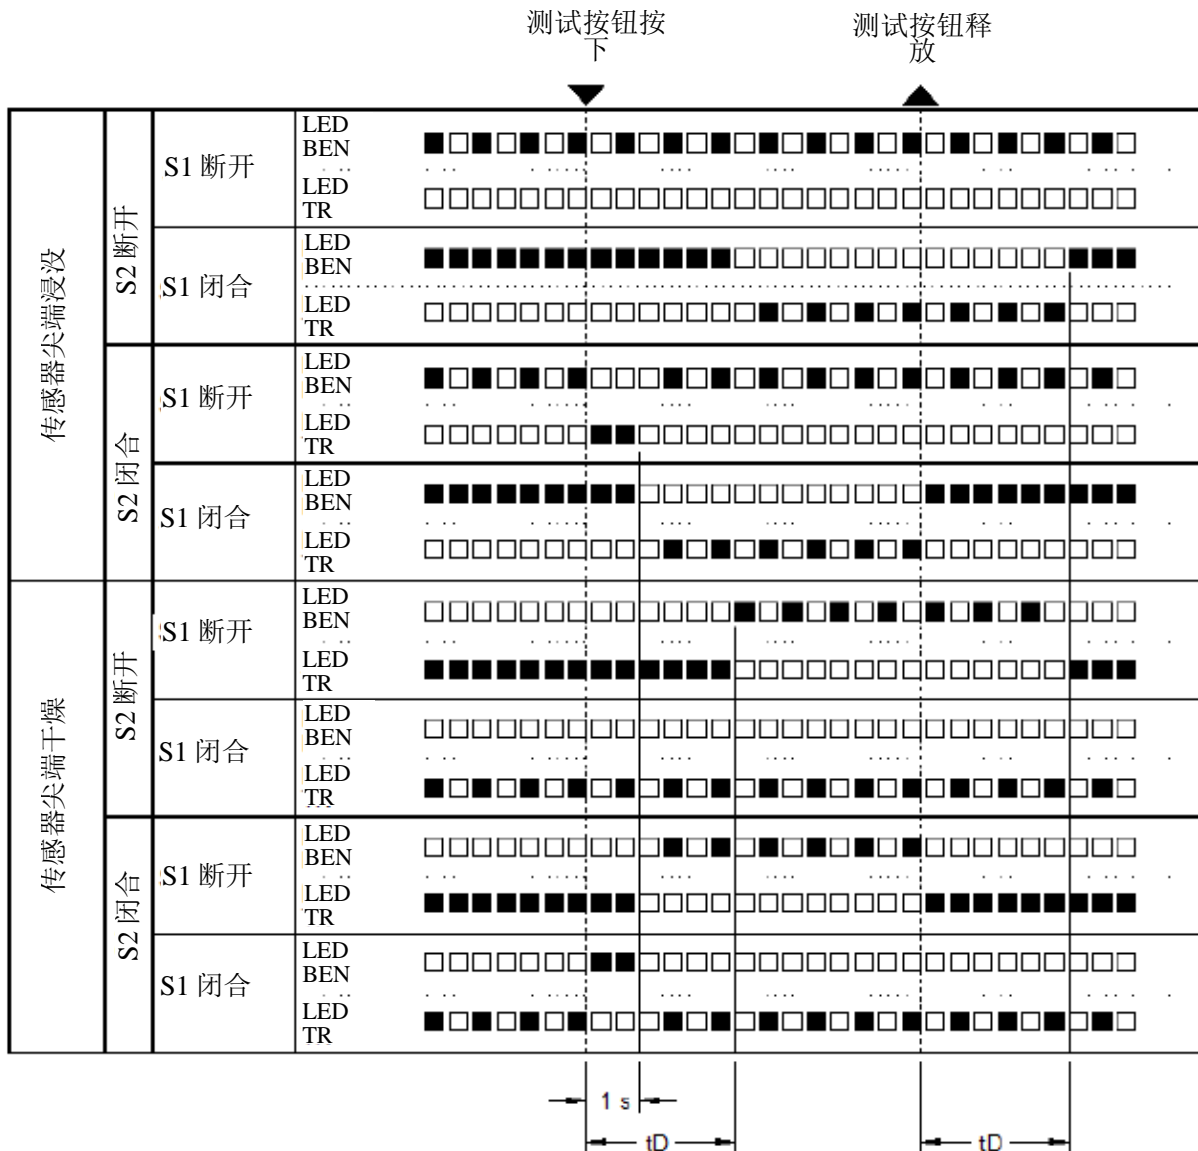 测试按钮按
下
测试按钮释
放
传感器尖端浸没
S2 断开
S1 断开
LED
BEN
LED
TR
S1 闭合
LED
BEN
LED
TR
S2 闭合
S1 断开
LED
BEN
LED
TR
S1 闭合
LED
BEN
LED
TR
传感器尖端干燥
S2 断开
S1 断开
LED
BEN
LED
TR
S1 闭合
LED
BEN
LED
TR
S2 闭合
S1 断开
LED
BEN
LED
TR
S1 闭合
LED
BEN
LED
TR
1 s
tD
tD